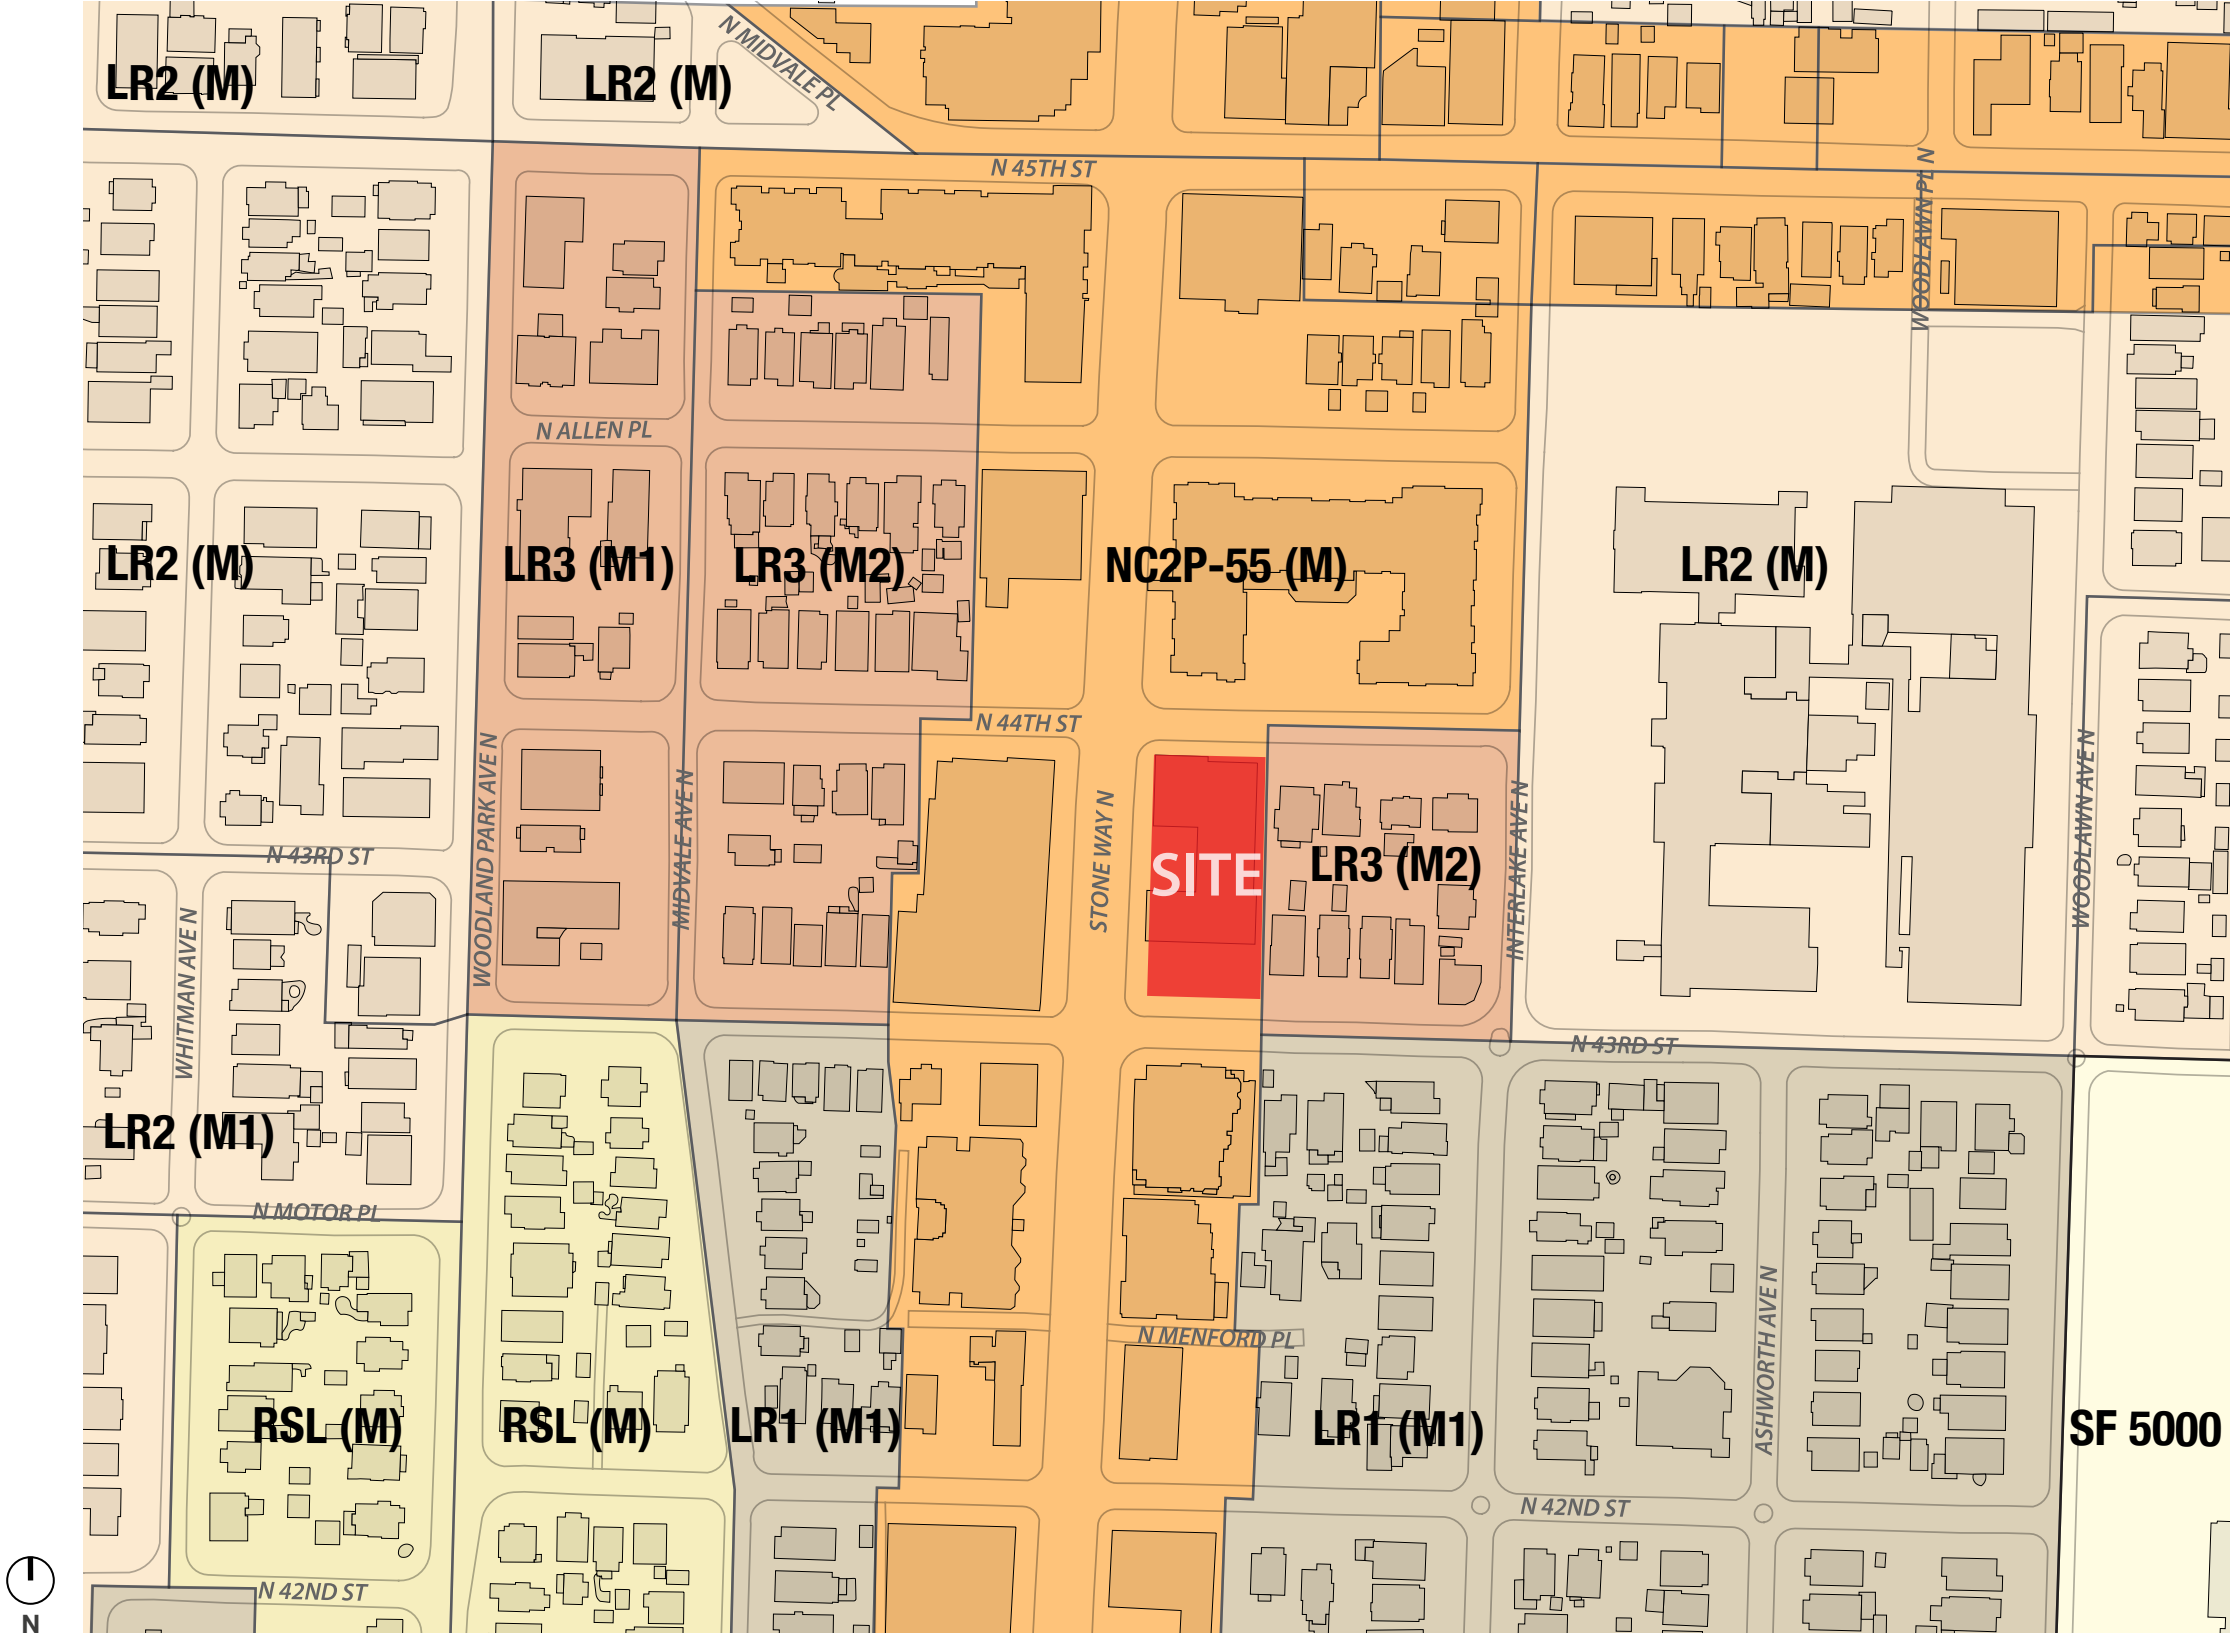 N MIDVALE PL
LR2 (M)
LR2 (M)
N 45TH ST
WOODLAWN PL N
N ALLEN PL
LR2 (M)
LR3 (M1)
LR3 (M2)
NC2P-55 (M)
LR2 (M)
N 44TH ST
WOODLAND PARK AVE N
MIDVALE AVE N
STONE WAY N
INTERLAKE AVE N
WOODLAWN AVE N
N 43RD ST
SITE
LR3 (M2)
WHITMAN AVE N
N 43RD ST
LR2 (M1)
N MOTOR PL
N MENFORD PL
ASHWORTH AVE N
RSL (M)
RSL (M)
LR1 (M1)
LR1 (M1)
SF 5000
N 42ND ST
N 42ND ST
N